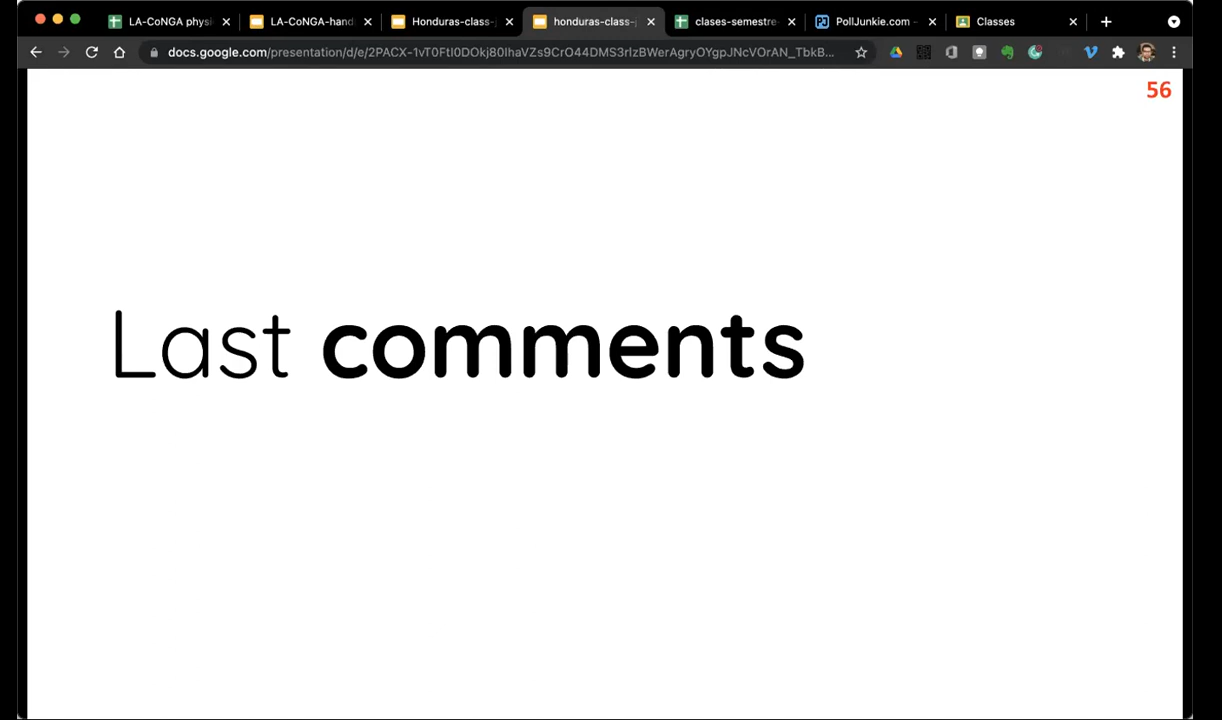 LA-CoNGA physi
LA-CoNGA-hand
Honduras-class-j
honduras-class-j
clases-semestre-
PollJunkie.com –
Classes
docs.google.com/presentation/d/e/2PACX-1vT0FtI0DOkj80IhaVZs9CrO44DMS3rIzBWerAgryOYgpJNcVOrAN_TbkB...
56
Last comments